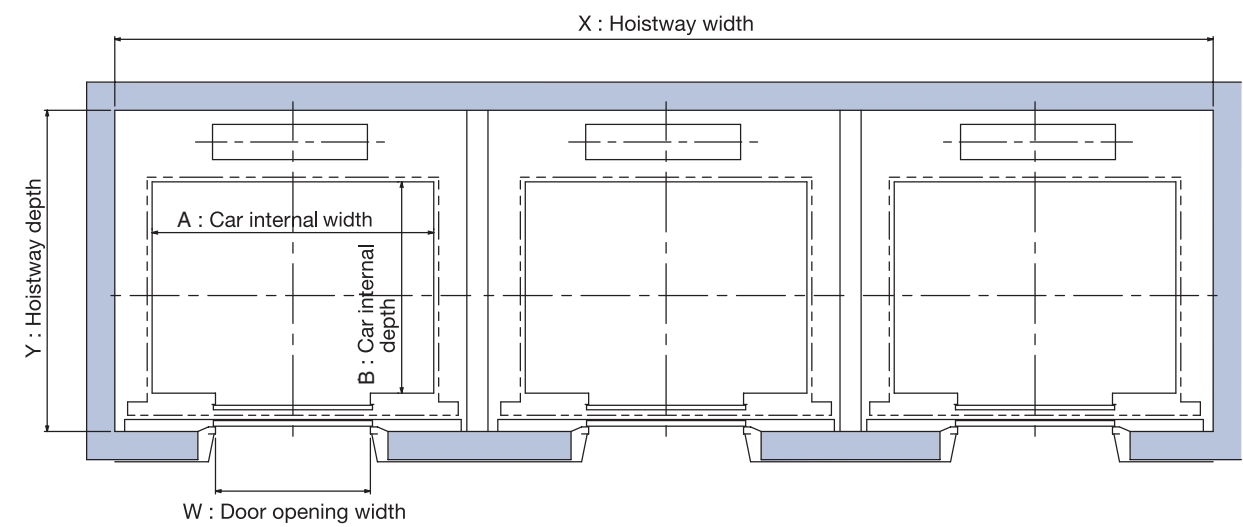 X : Hoistway width
Y : Hoistway depth
A : Car internal width
B : Car internal
depth
W : Door opening width